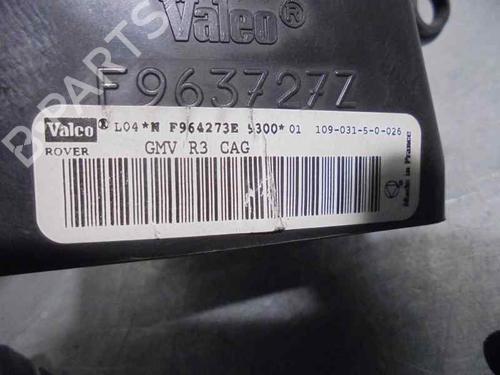 Valeo®
F963727Z
Valeo® L04*N F964273E 5300*01 109-031-5-0-026
ROVER GMV R3 CAG
Made in France
B-PARTS